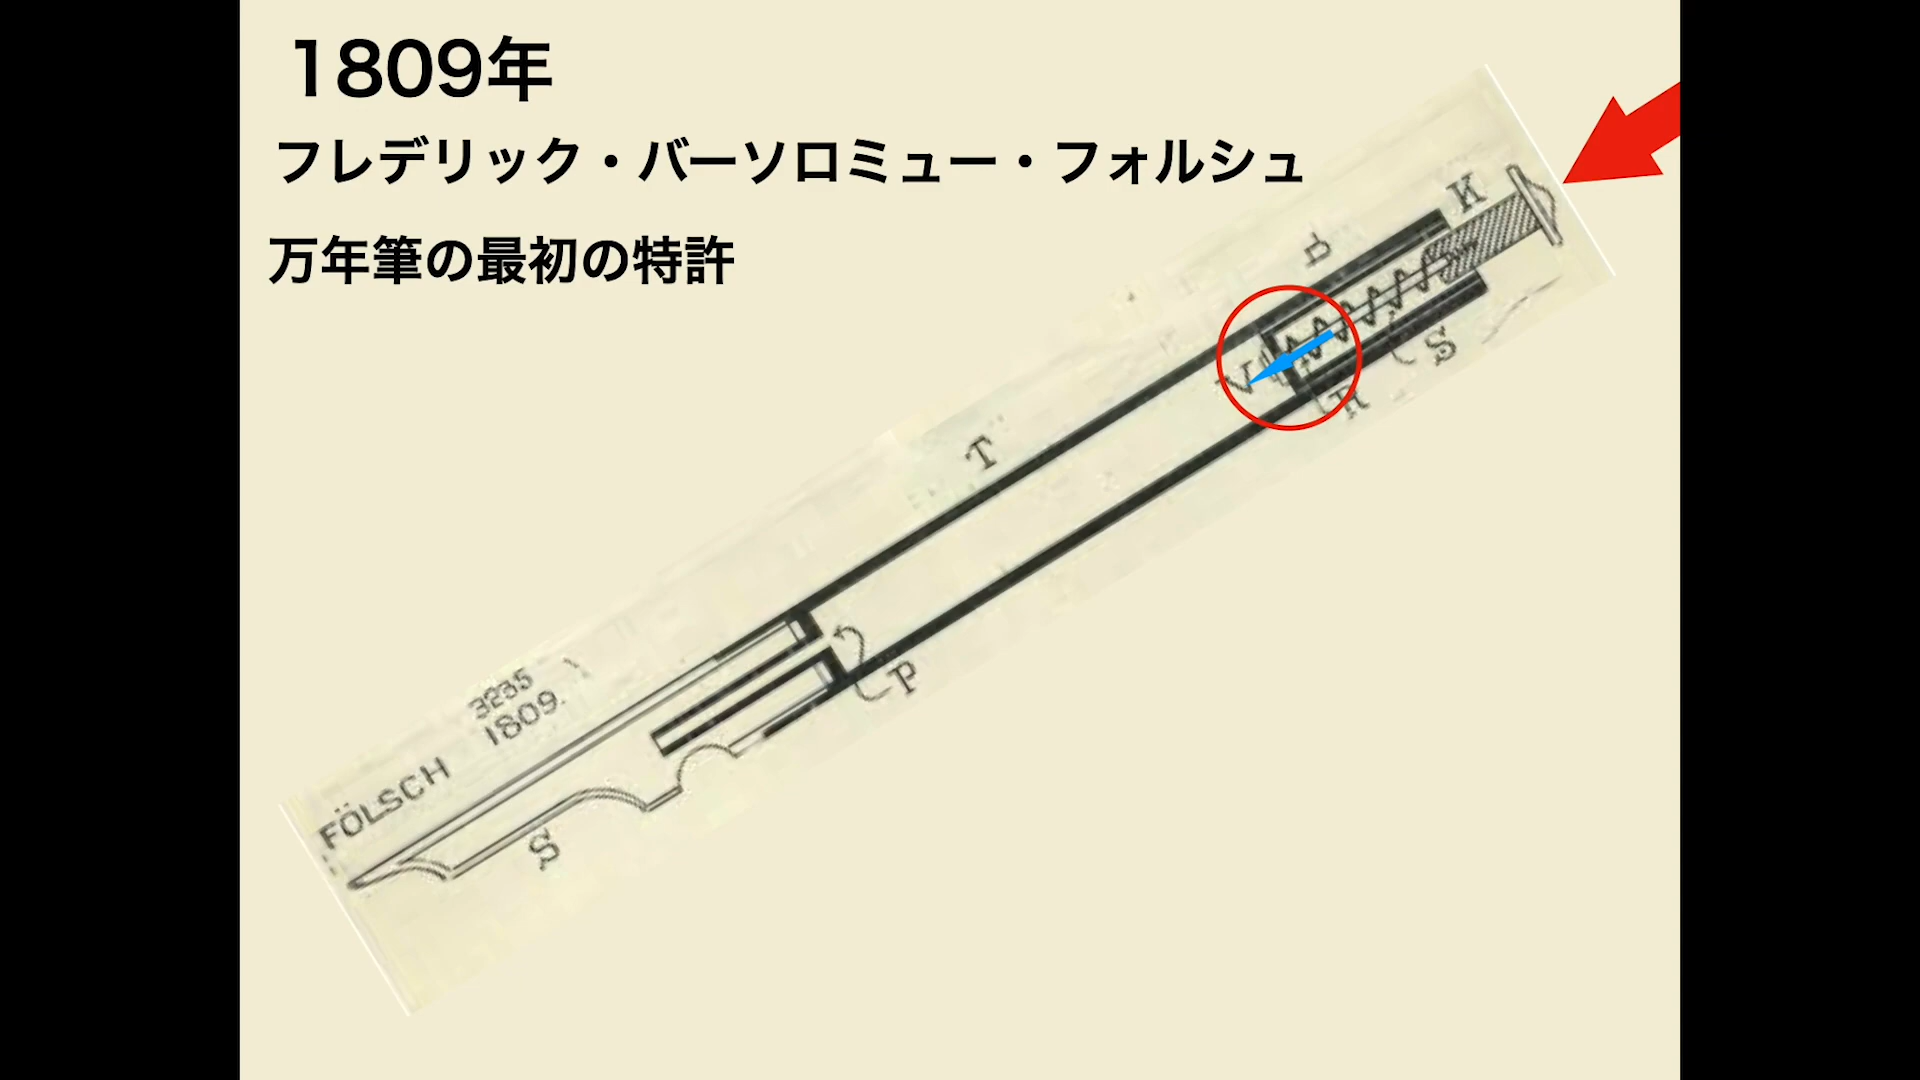 1809年
フレデリック・バーソロミュー・フォルシュ
万年筆の最初の特許
K
B
S
V
R
T
P
3235
1809.
FÖLSCH
S